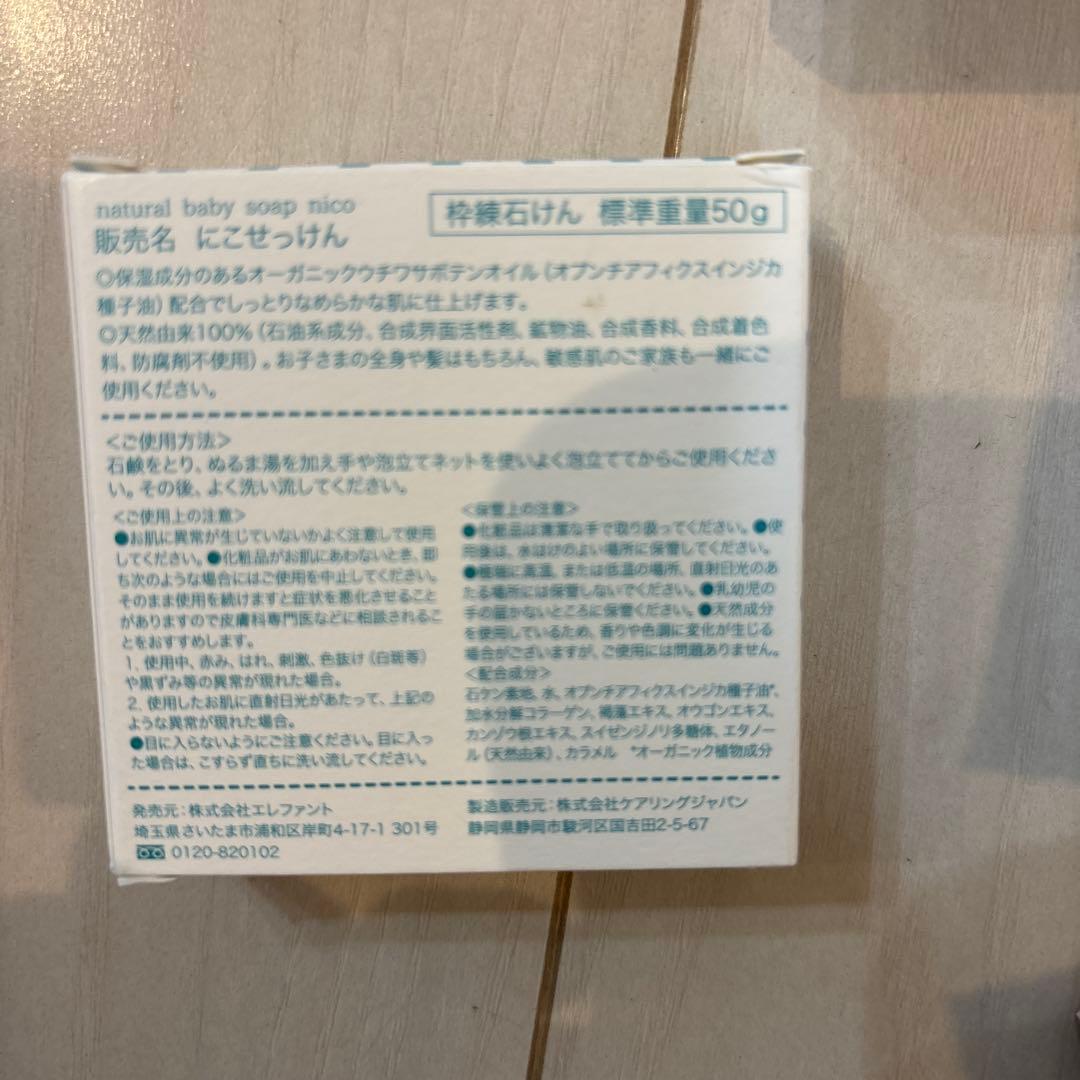 natural baby soap nico
販売名 にこせっけん
枠練石けん 標準重量50g
○保湿成分のあるオーガニックウチワサボテンオイル(オプンチアフィクスインジカ
種子油)配合でしっとりなめらかな肌に仕上げます。
○天然由来100%(石油系成分、合成界面活性剤、鉱物油、合成香料、合成着色
料、防腐剤不使用)。お子さまの全身や髪はもちろん、敏感肌のご家族も一緒にご
使用ください。
<ご使用方法>
石鹸をとり、ぬるま湯を加え手や泡立てネットを使いよく泡立ててからご使用くださ
い。その後、よく洗い流してください。
<ご使用上の注意>
●お肌に異常が生じていないかよく注意して使用
してください。●化粧品がお肌にあわないとき、即
ち次のような場合にはご使用を中止してください。
そのまま使用を続けますと症状を悪化させること
がありますので皮膚科専門医などに相談されるこ
とをおすすめします。
1. 使用中、赤み、はれ、刺激、色抜け(白斑等)
や黒ずみ等の異常が現れた場合。
2. 使用したお肌に直射日光があたって、上記の
ような異常が現れた場合。
●目に入らないようにご注意ください。目に入っ
た場合は、こすらず直ちに洗い流してください。
<保管上の注意>
●化粧品は清潔な手で取り扱ってください。●使
用後は、水はけのよい場所に保管してください。
●極端に高温、または低温の場所、直射日光のあ
たる場所には保管しないでください。●乳幼児の
手の届かないところに保管ください。●天然成分
を使用しているため、香りや色調に変化が生じる
場合がございますが、ご使用には問題ありません。
<配合成分>
石ケン素地、水、オプンチアフィクスインジカ種子油*、
加水分解コラーゲン、褐藻エキス、オウゴンエキス、
カンゾウ根エキス、スイゼンジノリ多糖体、エタノー
ル(天然由来)、カラメル *オーガニック植物成分
発売元:株式会社エレファント
埼玉県さいたま市浦和区岸町4-17-1 301号
0120-820102
製造販売元:株式会社ケアリングジャパン
静岡県静岡市駿河区国吉田2-5-67